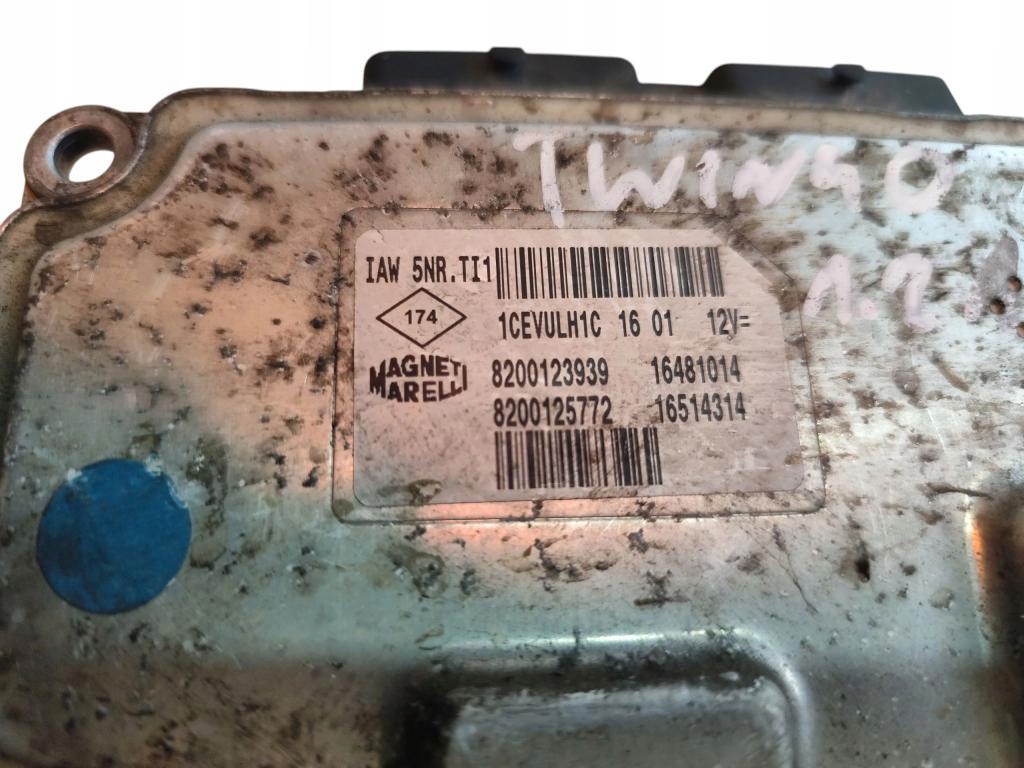 TWINGO
1.2
IAW 5NR.TI1
174
1CEVULH1C 16 01 12V=
MAGNETI
MARELLI
8200123939 16481014
8200125772 16514314